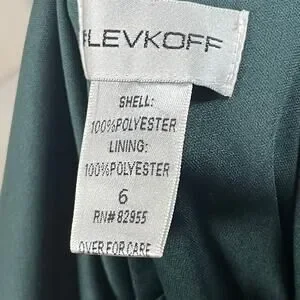 LEVKOFF
SHELL:
100%POLYESTER
LINING:
100%POLYESTER
6
RN#82955
OVER FOR CARE